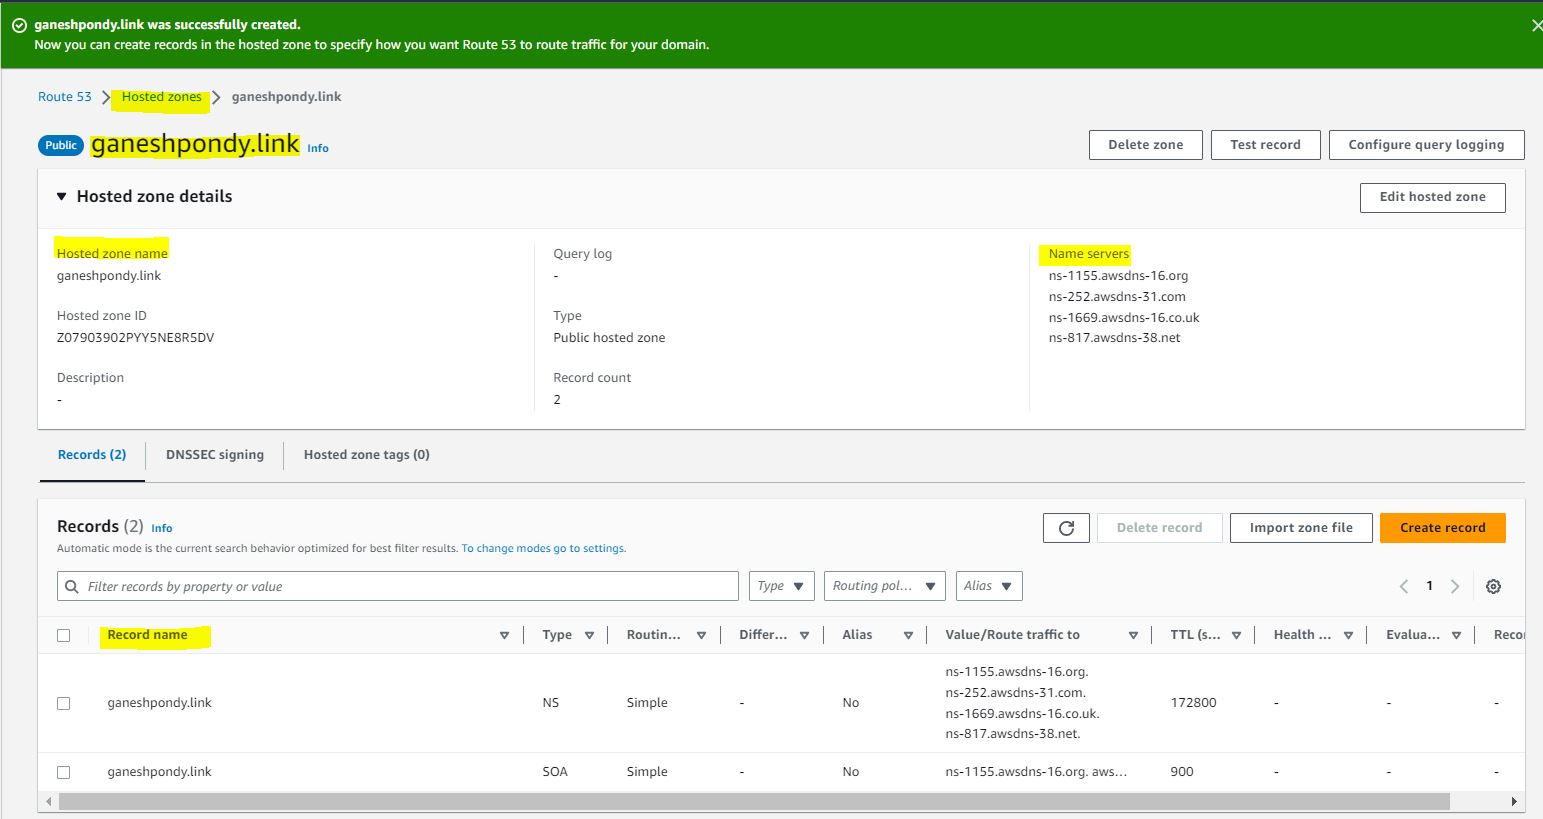 ganeshpondy.link was successfully created.
Now you can create records in the hosted zone to specify how you want Route 53 to route traffic for your domain.
Route 53 Hosted zones ganeshpondy.link
Public ganeshpondy.link Info
Delete zone Test record Configure query logging
Hosted zone details
Edit hosted zone
Hosted zone name
ganeshpondy.link
Hosted zone ID
Z07903902PYY5NE8R5DV
Description
-
Query log
-
Type
Public hosted zone
Record count
2
Name servers
ns-1155.awsdns-16.org
ns-252.awsdns-31.com
ns-1669.awsdns-16.co.uk
ns-817.awsdns-38.net
Records (2) DNSSEC signing Hosted zone tags (0)
Records (2) Info
Automatic mode is the current search behavior optimized for best filter results. To change modes go to settings.
Delete record Import zone file Create record
Filter records by property or value Type Routing pol... Alias 1
Record name Type Routin... Differ... Alias Value/Route traffic to TTL (s... Health ... Evalua... Reco
ganeshpondy.link NS Simple - No ns-1155.awsdns-16.org.
ns-252.awsdns-31.com.
ns-1669.awsdns-16.co.uk.
ns-817.awsdns-38.net. 172800 - - -
ganeshpondy.link SOA Simple - No ns-1155.awsdns-16.org. aws... 900 - - -